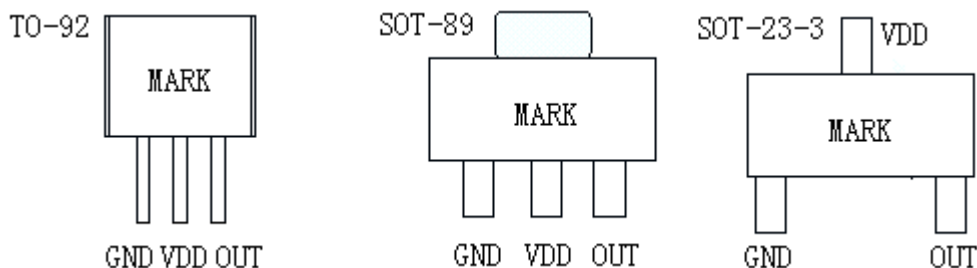 TO-92
MARK
GND VDD OUT
SOT-89
MARK
GND VDD OUT
SOT-23-3
VDD
MARK
GND OUT